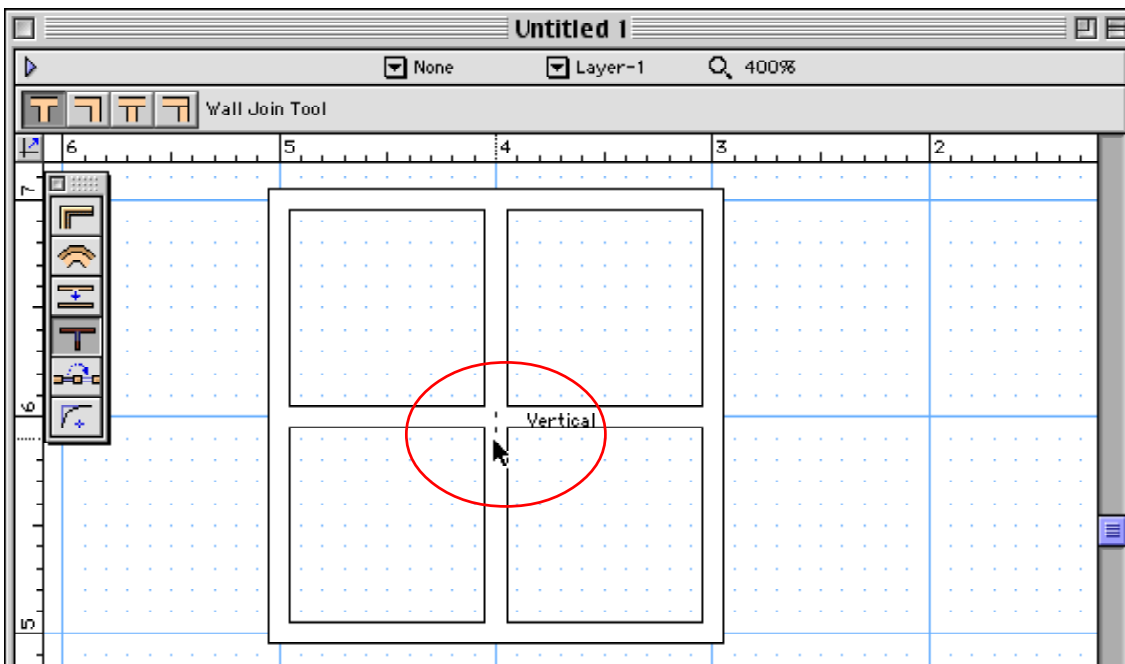 Untitled 1
None Layer-1 400%
Wall Join Tool
6 5 4 3 2
7
6
Vertical
5